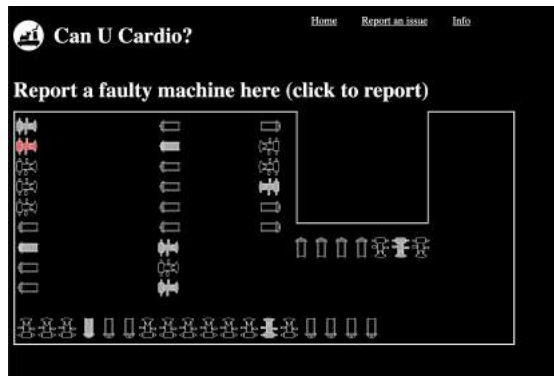 Can U Cardio?
Home Report an issue Info
Report a faulty machine here (click to report)